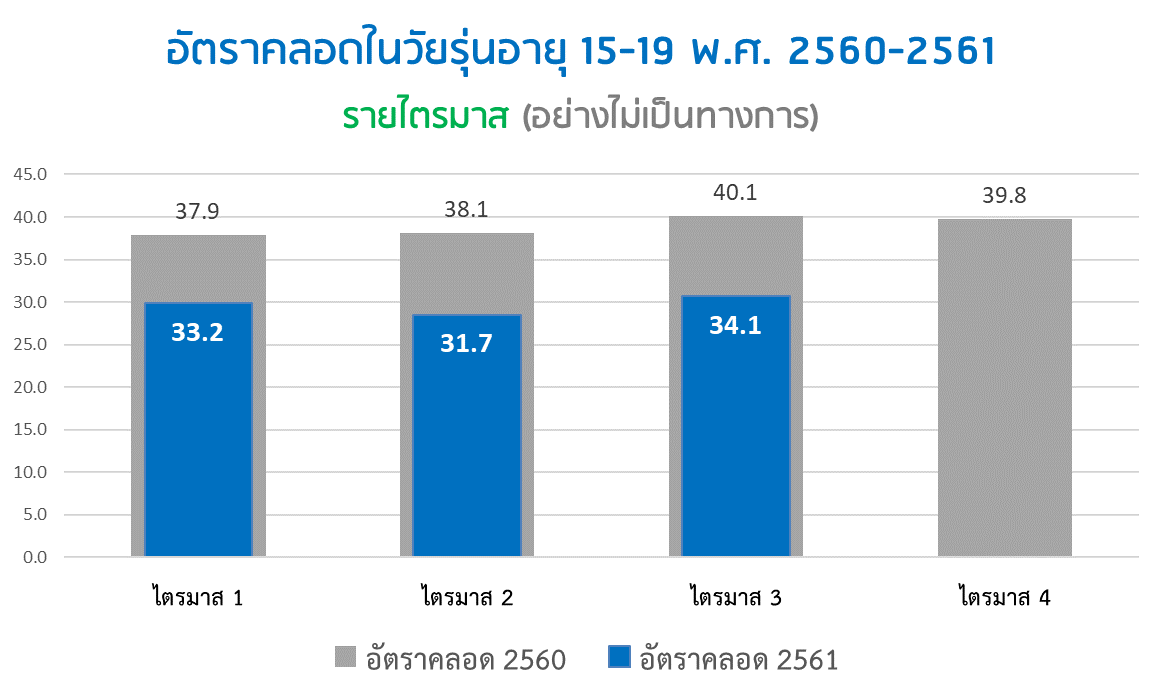 อัตราคลอดในวัยรุ่นอายุ 15-19 พ.ศ. 2560-2561
รายไตรมาส (อย่างไม่เป็นทางการ)
45.0
40.0
35.0
30.0
25.0
20.0
15.0
10.0
5.0
0.0
37.9
38.1
40.1
39.8
33.2
31.7
34.1
ไตรมาส 1
ไตรมาส 2
ไตรมาส 3
ไตรมาส 4
อัตราคลอด 2560
อัตราคลอด 2561